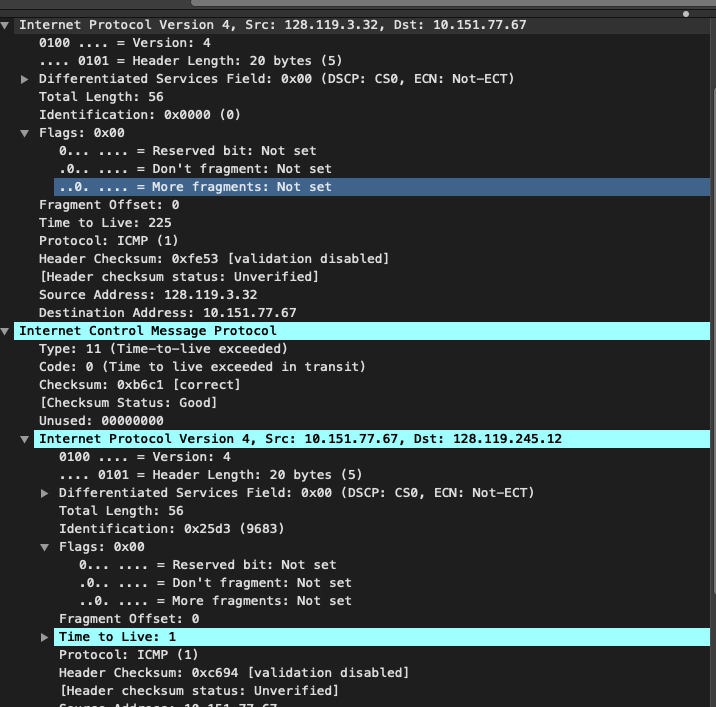 Internet Protocol Version 4, Src: 128.119.3.32, Dst: 10.151.77.67
0100 .... = Version: 4
.... 0101 = Header Length: 20 bytes (5)
Differentiated Services Field: 0x00 (DSCP: CS0, ECN: Not-ECT)
Total Length: 56
Identification: 0x0000 (0)
Flags: 0x00
0... .... = Reserved bit: Not set
.0.. .... = Don't fragment: Not set
..0. .... = More fragments: Not set
Fragment Offset: 0
Time to Live: 225
Protocol: ICMP (1)
Header Checksum: 0xfe53 [validation disabled]
[Header checksum status: Unverified]
Source Address: 128.119.3.32
Destination Address: 10.151.77.67
Internet Control Message Protocol
Type: 11 (Time-to-live exceeded)
Code: 0 (Time to live exceeded in transit)
Checksum: 0xb6c1 [correct]
[Checksum Status: Good]
Unused: 00000000
Internet Protocol Version 4, Src: 10.151.77.67, Dst: 128.119.245.12
0100 .... = Version: 4
.... 0101 = Header Length: 20 bytes (5)
Differentiated Services Field: 0x00 (DSCP: CS0, ECN: Not-ECT)
Total Length: 56
Identification: 0x25d3 (9683)
Flags: 0x00
0... .... = Reserved bit: Not set
.0.. .... = Don't fragment: Not set
..0. .... = More fragments: Not set
Fragment Offset: 0
Time to Live: 1
Protocol: ICMP (1)
Header Checksum: 0xc694 [validation disabled]
[Header checksum status: Unverified]
Source Address: 10.151.77.67